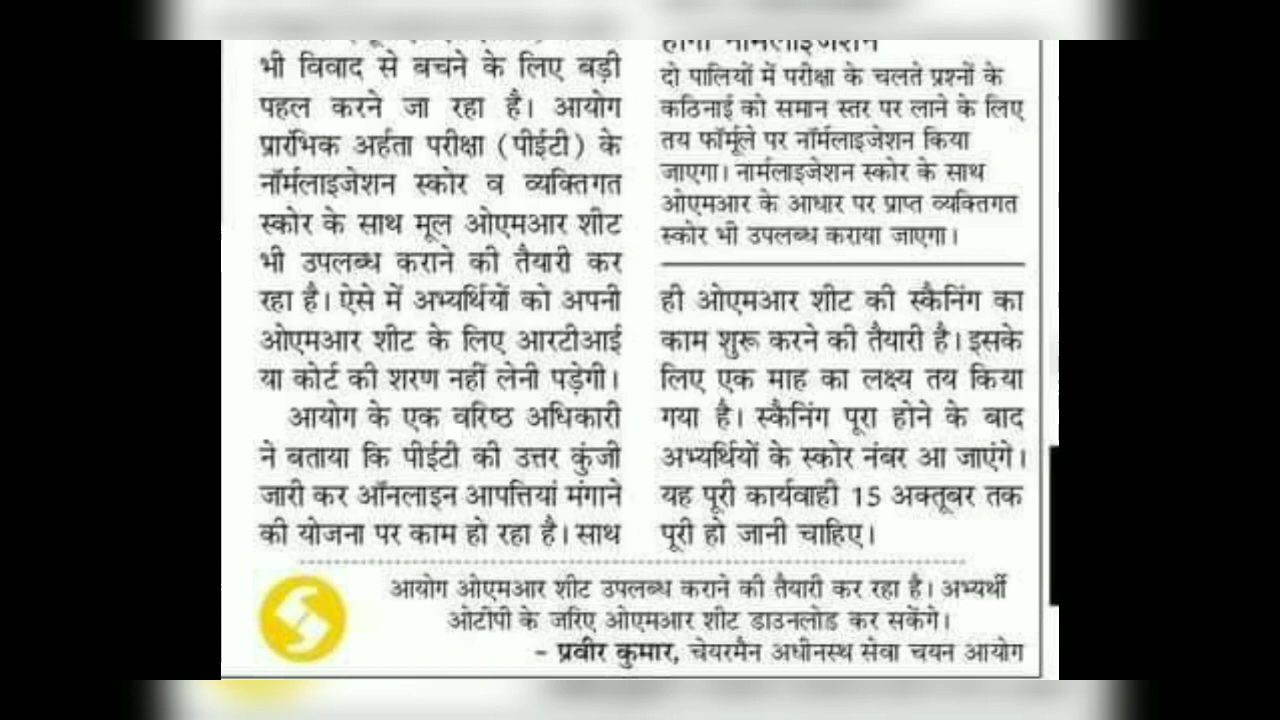 भी विवाद से बचने के लिए बड़ी
पहल करने जा रहा है। आयोग
प्रारंभिक अर्हता परीक्षा (पीईटी) के
नॉर्मलाइजेशन स्कोर व व्यक्तिगत
स्कोर के साथ मूल ओएमआर शीट
भी उपलब्ध कराने की तैयारी कर
रहा है। ऐसे में अभ्यर्थियों को अपनी
ओएमआर शीट के लिए आरटीआई
या कोर्ट की शरण नहीं लेनी पड़ेगी।
आयोग के एक वरिष्ठ अधिकारी
ने बताया कि पीईटी की उत्तर कुंजी
जारी कर ऑनलाइन आपत्तियां मंगाने
की योजना पर काम हो रहा है। साथ
होगा नॉर्मलाइजेशन
दो पालियों में परीक्षा के चलते प्रश्नों के
कठिनाई को समान स्तर पर लाने के लिए
तय फॉर्मूले पर नॉर्मलाइजेशन किया
जाएगा। नार्मलाइजेशन स्कोर के साथ
ओएमआर के आधार पर प्राप्त व्यक्तिगत
स्कोर भी उपलब्ध कराया जाएगा।
ही ओएमआर शीट की स्कैनिंग का
काम शुरू करने की तैयारी है। इसके
लिए एक माह का लक्ष्य तय किया
गया है। स्कैनिंग पूरा होने के बाद
अभ्यर्थियों के स्कोर नंबर आ जाएंगे।
यह पूरी कार्यवाही 15 अक्तूबर तक
पूरी हो जानी चाहिए।
आयोग ओएमआर शीट उपलब्ध कराने की तैयारी कर रहा है। अभ्यर्थी
ओटीपी के जरिए ओएमआर शीट डाउनलोड कर सकेंगे।
- प्रवीर कुमार, चेयरमैन अधीनस्थ सेवा चयन आयोग